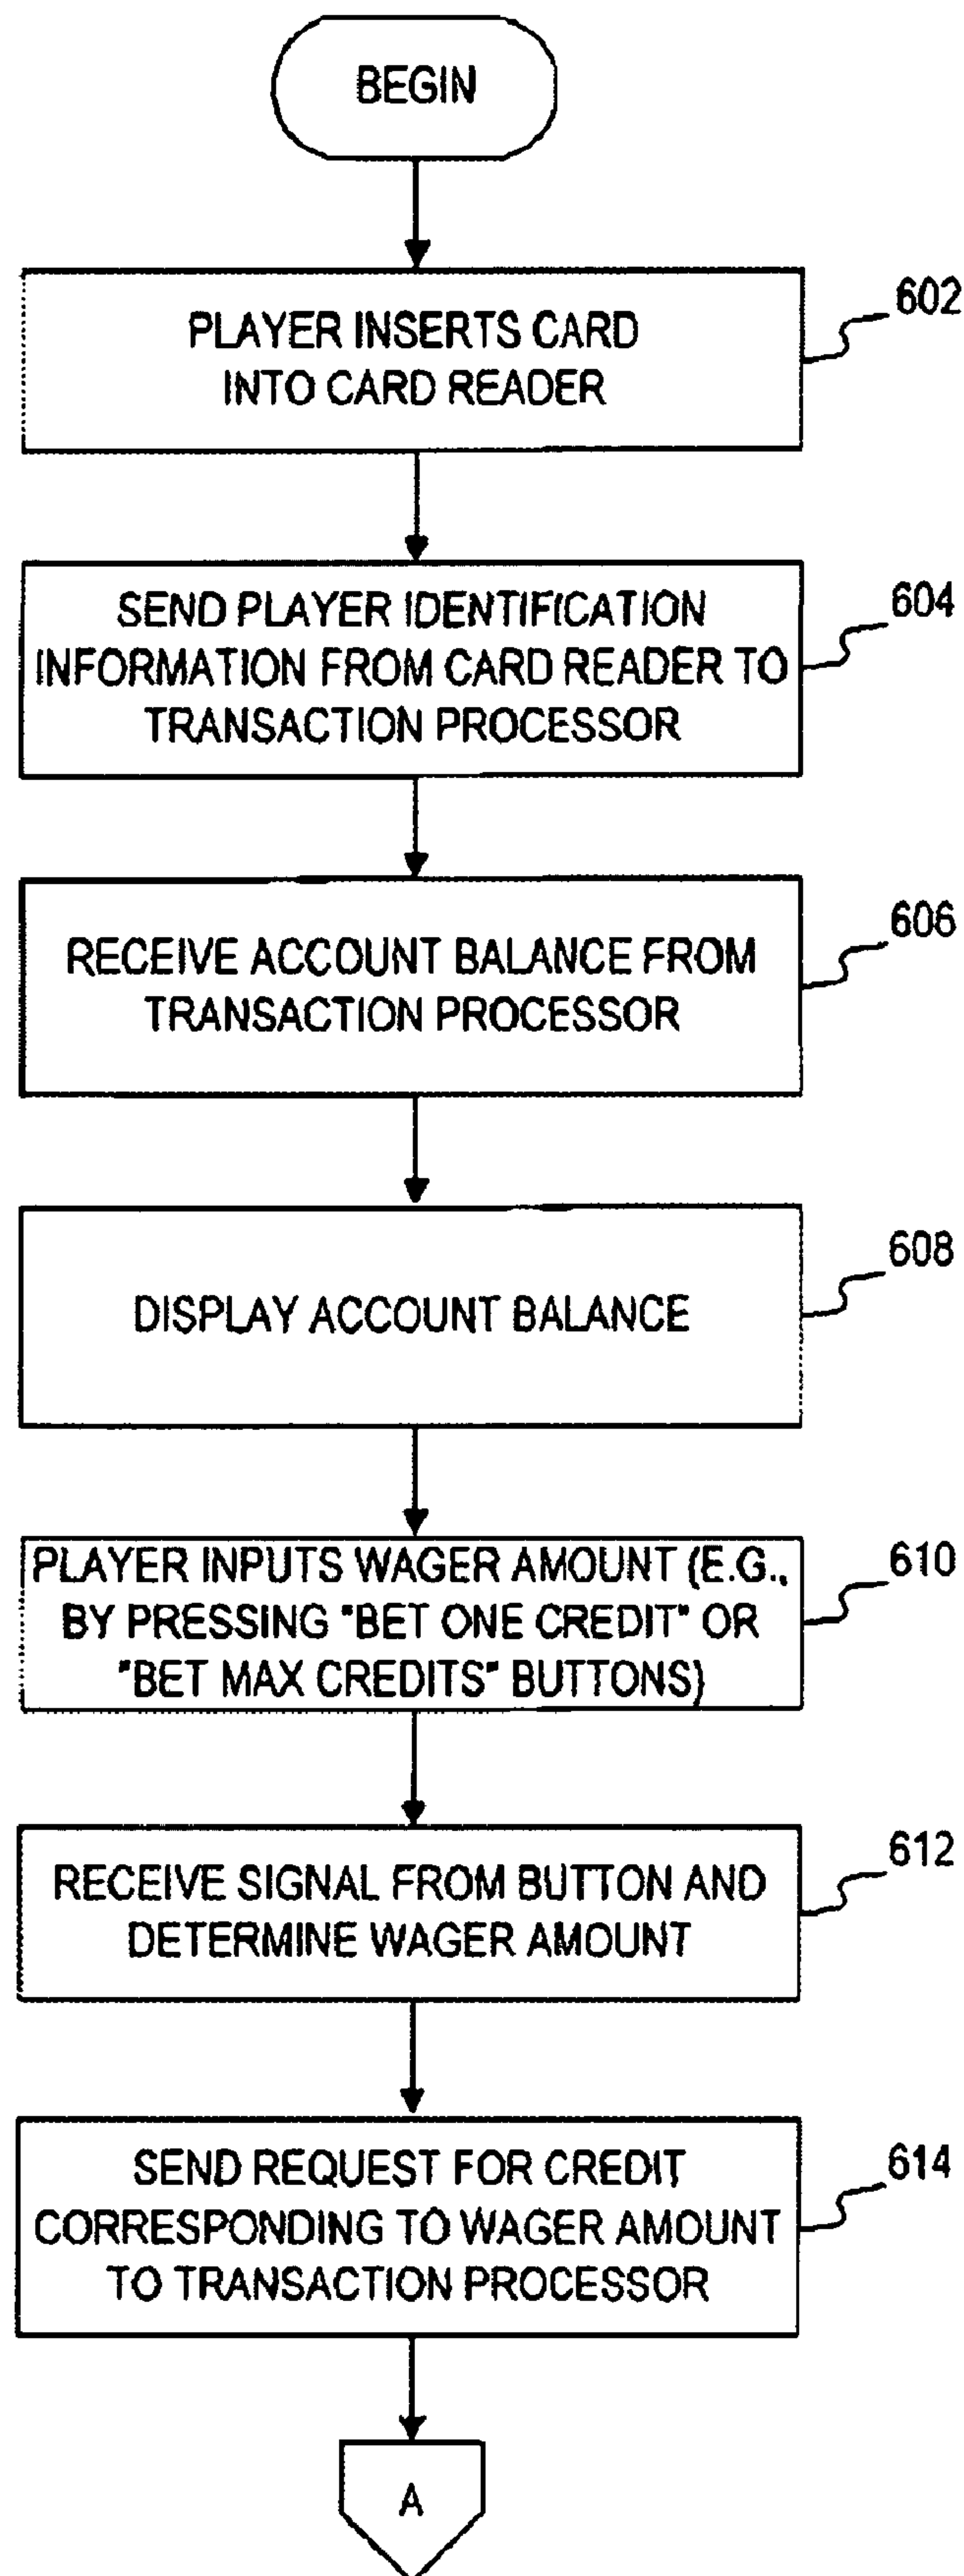 BEGIN
PLAYER INSERTS CARD
INTO CARD READER
602
SEND PLAYER IDENTIFICATION
INFORMATION FROM CARD READER TO
TRANSACTION PROCESSOR
604
RECEIVE ACCOUNT BALANCE FROM
TRANSACTION PROCESSOR
606
DISPLAY ACCOUNT BALANCE
608
PLAYER INPUTS WAGER AMOUNT (E.G.,
BY PRESSING "BET ONE CREDIT" OR
"BET MAX CREDITS" BUTTONS)
610
RECEIVE SIGNAL FROM BUTTON AND
DETERMINE WAGER AMOUNT
612
SEND REQUEST FOR CREDIT
CORRESPONDING TO WAGER AMOUNT
TO TRANSACTION PROCESSOR
614
A